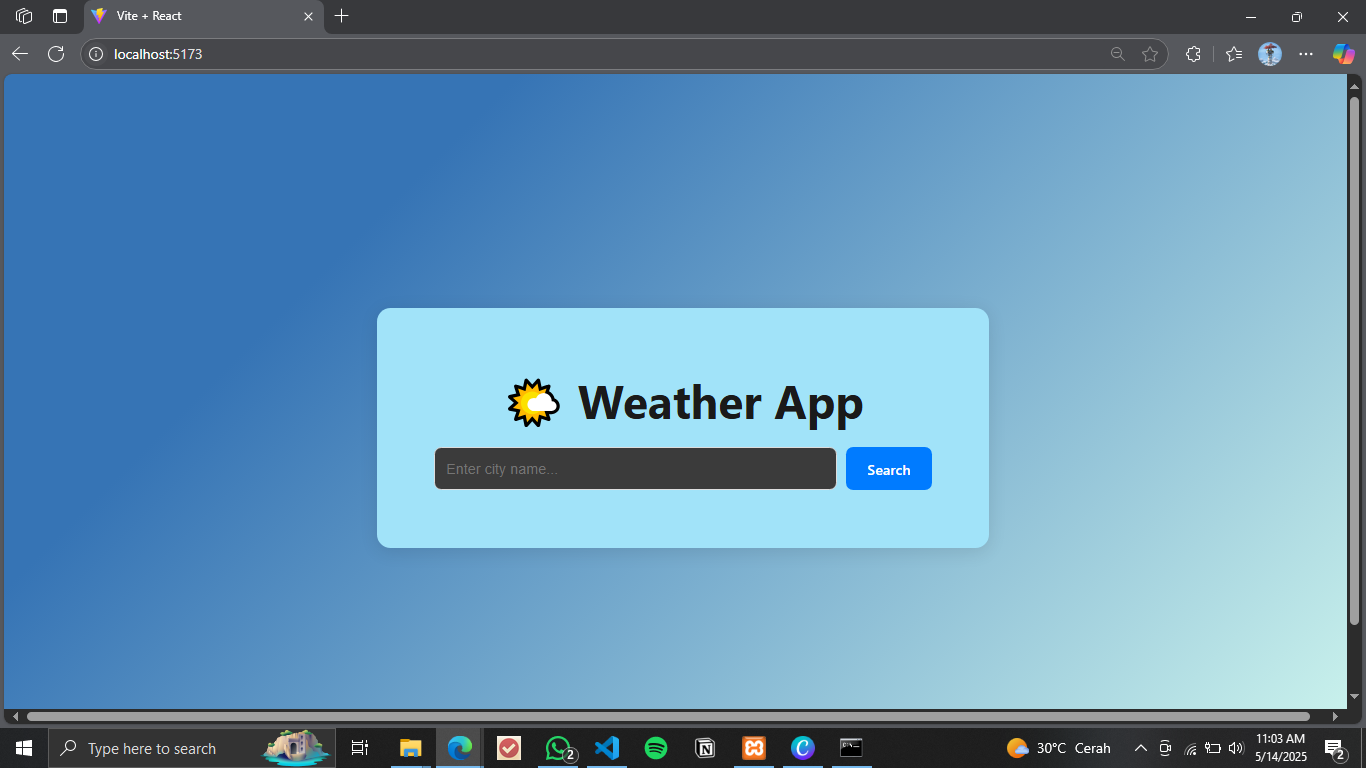 Vite + React
localhost:5173
Weather App
Enter city name...
Search
Type here to search
2
30°C Cerah
11:03 AM
5/14/2025
2